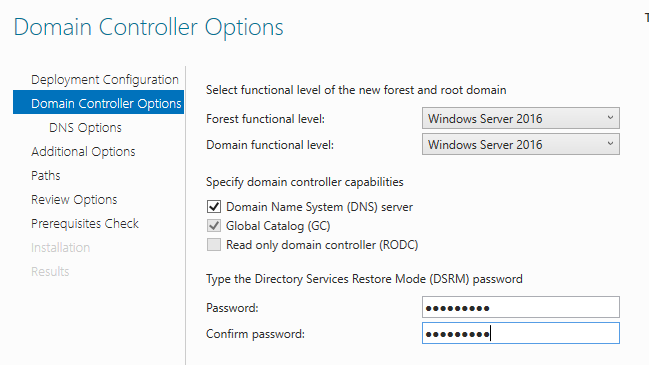 Domain Controller Options
Deployment Configuration
Domain Controller Options
DNS Options
Additional Options
Paths
Review Options
Prerequisites Check
Installation
Results
Select functional level of the new forest and root domain
Forest functional level: Windows Server 2016
Domain functional level: Windows Server 2016
Specify domain controller capabilities
Domain Name System (DNS) server
Global Catalog (GC)
Read only domain controller (RODC)
Type the Directory Services Restore Mode (DSRM) password
Password: •••••••••
Confirm password: •••••••••